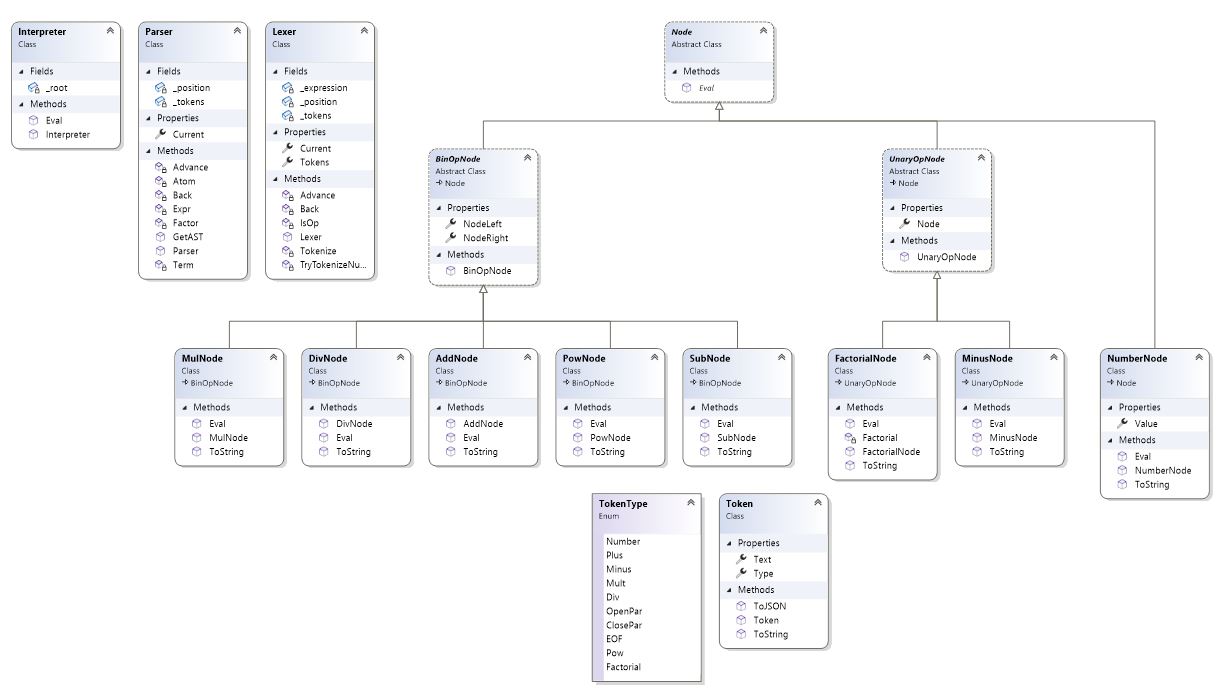 Interpreter
Class
Fields
_root
Methods
Eval
Interpreter
Parser
Class
Fields
_position
_tokens
Properties
Current
Methods
Advance
Atom
Back
Expr
Factor
GetAST
Parser
Term
Lexer
Class
Fields
_expression
_position
_tokens
Properties
Current
Tokens
Methods
Advance
Back
IsOp
Lexer
Tokenize
TryTokenizeNu...
Node
Abstract Class
Methods
Eval
BinOpNode
Abstract Class
Node
Properties
NodeLeft
NodeRight
Methods
BinOpNode
UnaryOpNode
Abstract Class
Node
Properties
Node
Methods
UnaryOpNode
MulNode
Class
BinOpNode
Methods
Eval
MulNode
ToString
DivNode
Class
BinOpNode
Methods
DivNode
Eval
ToString
AddNode
Class
BinOpNode
Methods
AddNode
Eval
ToString
PowNode
Class
BinOpNode
Methods
Eval
PowNode
ToString
SubNode
Class
BinOpNode
Methods
Eval
SubNode
ToString
FactorialNode
Class
UnaryOpNode
Methods
Eval
Factorial
FactorialNode
ToString
MinusNode
Class
UnaryOpNode
Methods
Eval
MinusNode
ToString
NumberNode
Class
Node
Properties
Value
Methods
Eval
NumberNode
ToString
TokenType
Enum
Number
Plus
Minus
Mult
Div
OpenPar
ClosePar
EOF
Pow
Factorial
Token
Class
Properties
Text
Type
Methods
ToJSON
Token
ToString